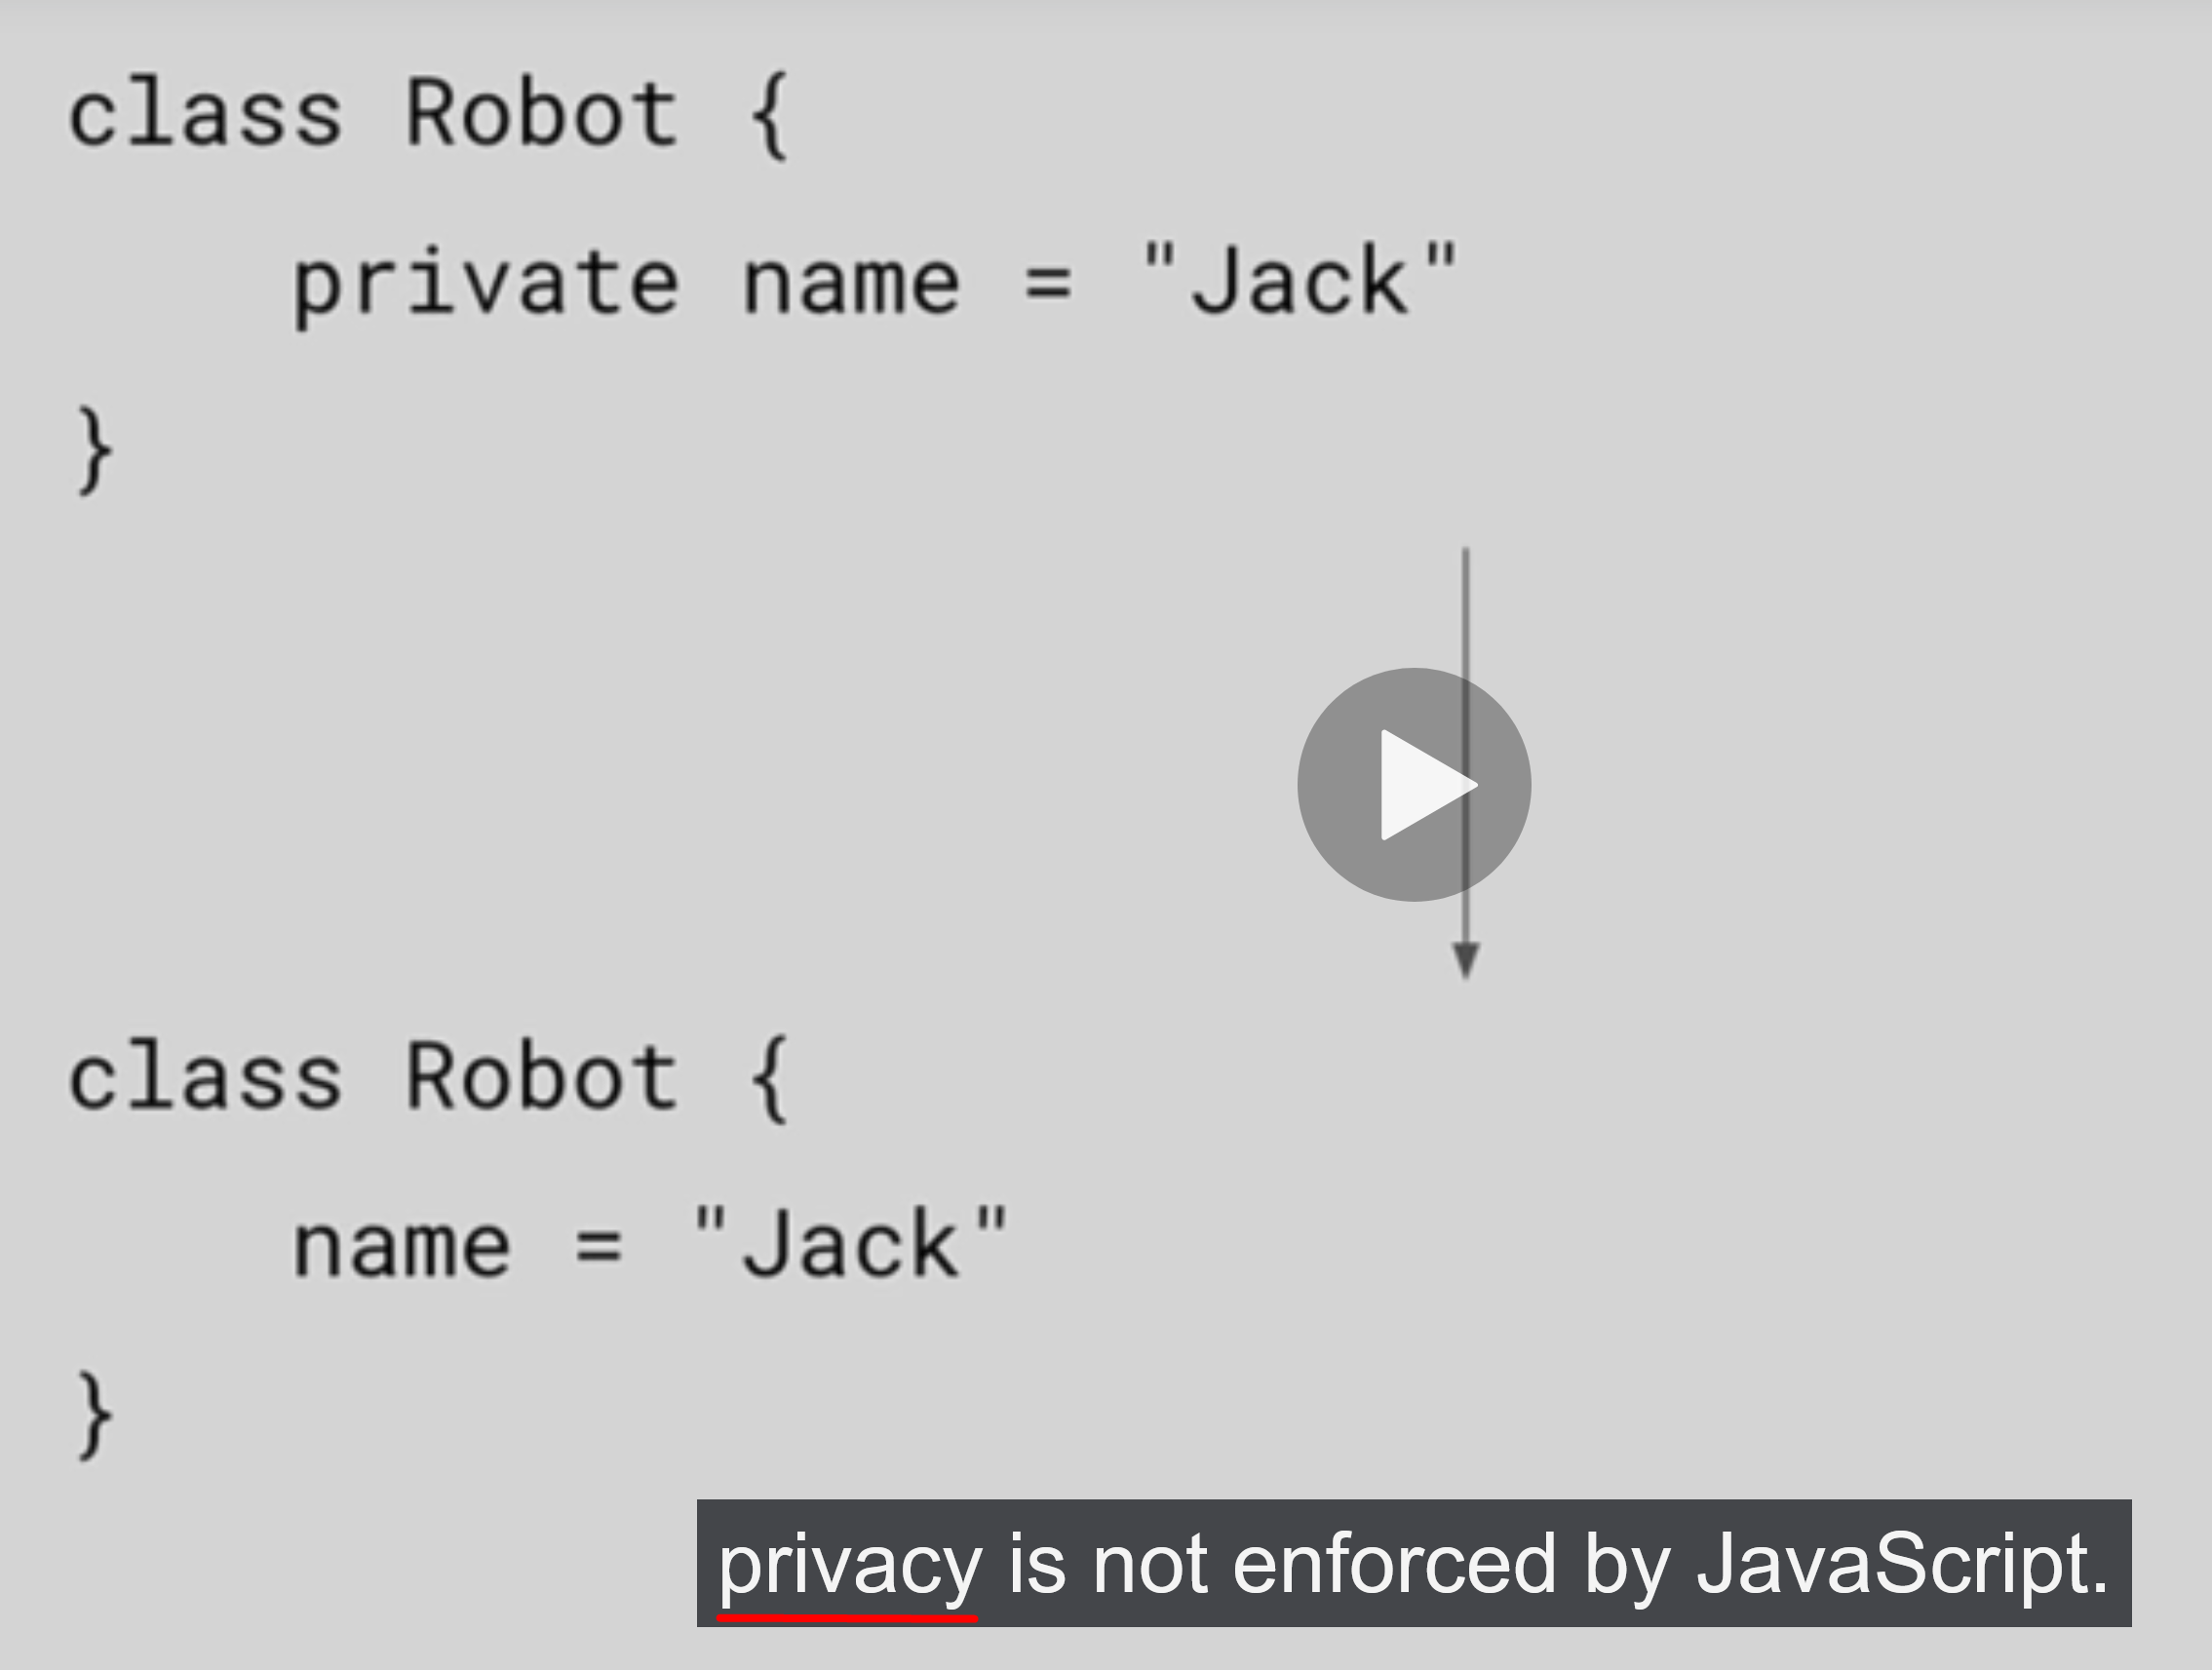 class Robot {
    private name = "Jack"
}
class Robot {
    name = "Jack"
}
privacy is not enforced by JavaScript.